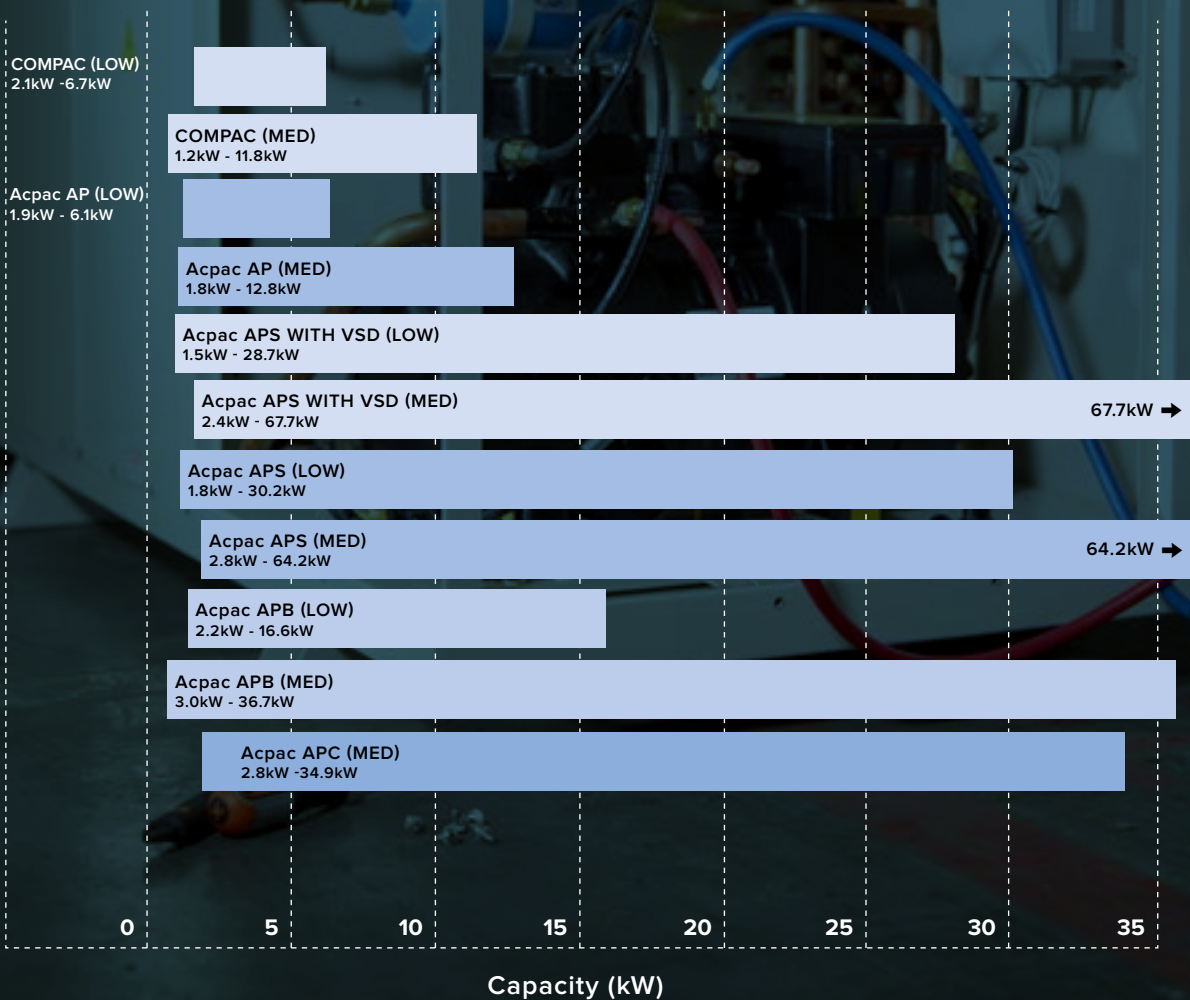 COMPAC (LOW)
2.1kW -6.7kW
COMPAC (MED)
1.2kW - 11.8kW
Acpac AP (LOW)
1.9kW - 6.1kW
Acpac AP (MED)
1.8kW - 12.8kW
Acpac APS WITH VSD (LOW)
1.5kW - 28.7kW
Acpac APS WITH VSD (MED)
2.4kW - 67.7kW
67.7kW
Acpac APS (LOW)
1.8kW - 30.2kW
Acpac APS (MED)
2.8kW - 64.2kW
64.2kW
Acpac APB (LOW)
2.2kW - 16.6kW
Acpac APB (MED)
3.0kW - 36.7kW
Acpac APC (MED)
2.8kW -34.9kW
0 5 10 15 20 25 30 35
Capacity (kW)